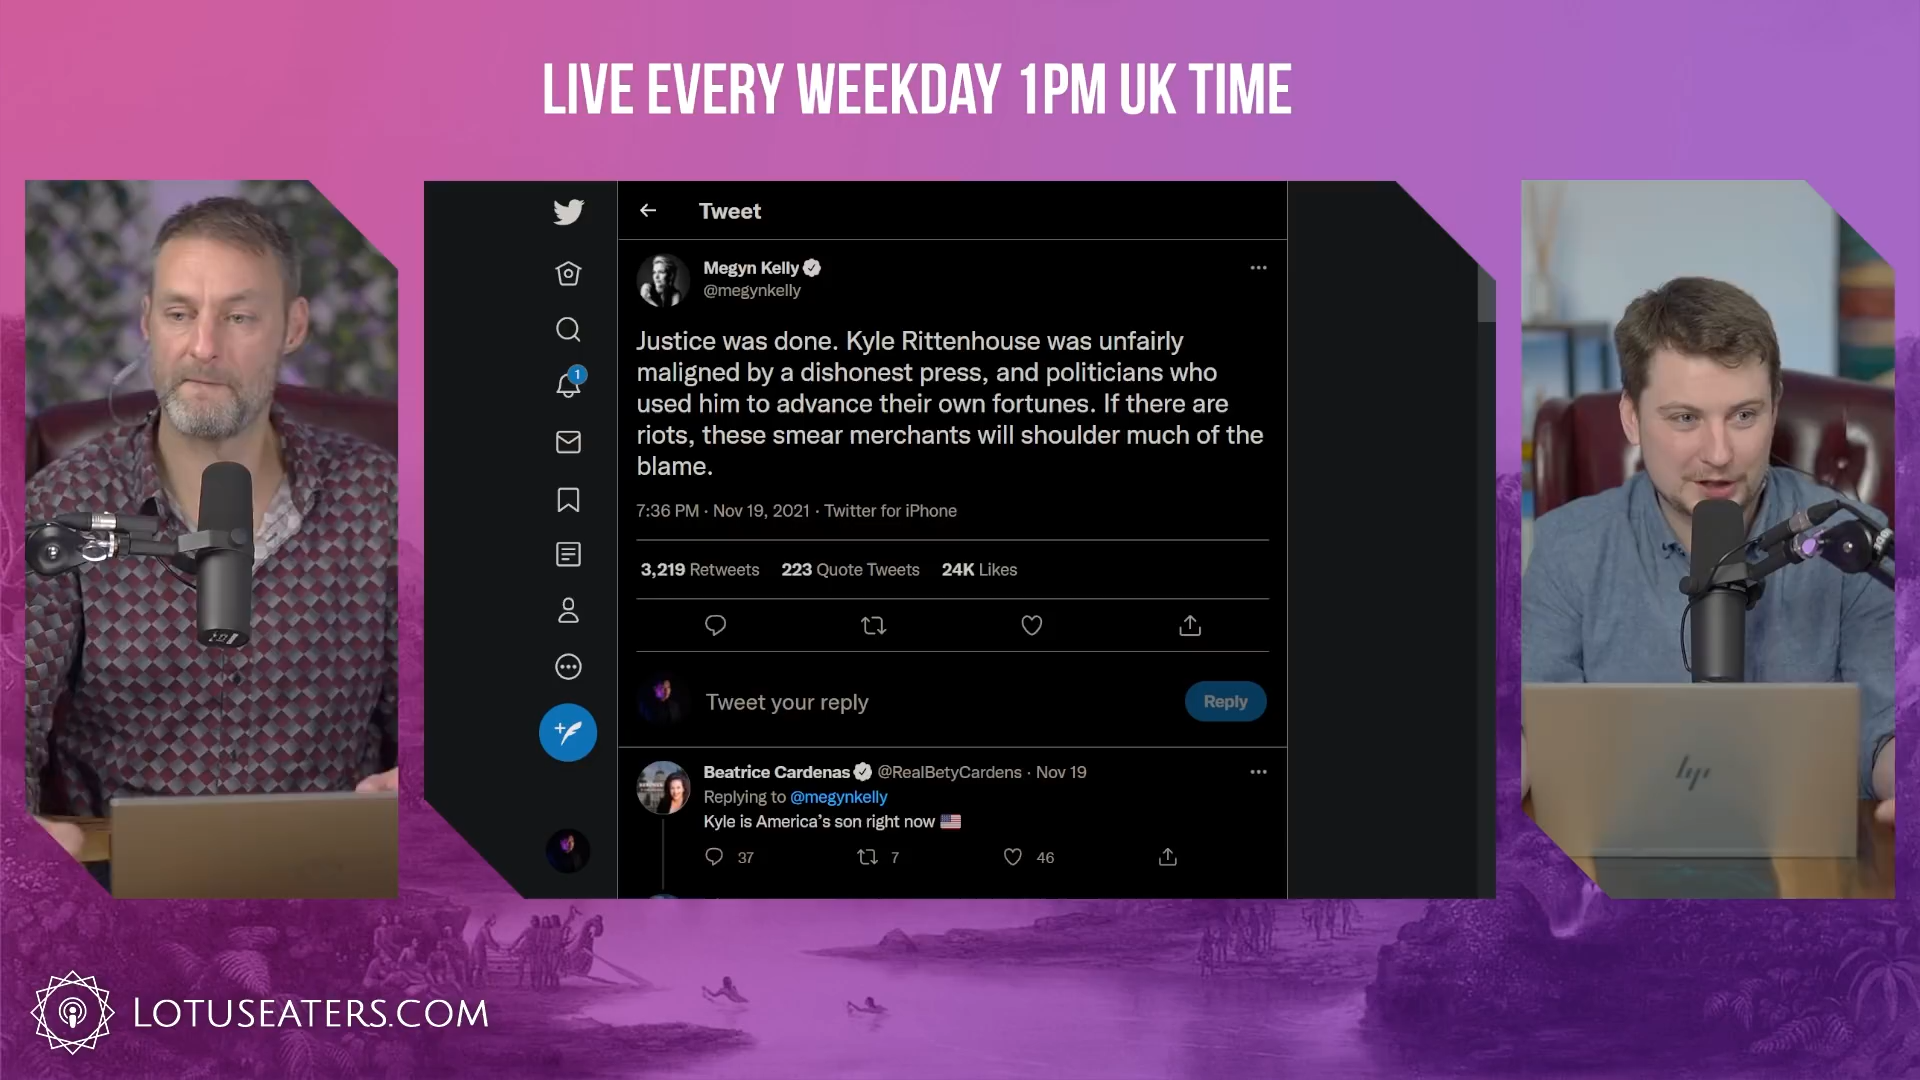 LIVE EVERY WEEKDAY 1PM UK TIME
Tweet
Megyn Kelly
@megynkelly
Justice was done. Kyle Rittenhouse was unfairly
maligned by a dishonest press, and politicians who
used him to advance their own fortunes. If there are
riots, these smear merchants will shoulder much of the
blame.
7:36 PM · Nov 19, 2021 · Twitter for iPhone
3,219 Retweets 223 Quote Tweets 24K Likes
1
Tweet your reply
Reply
Beatrice Cardenas @RealBetyCardens · Nov 19
Replying to @megynkelly
Kyle is America’s son right now
37 7 46
hp
LOTUSEATERS.COM